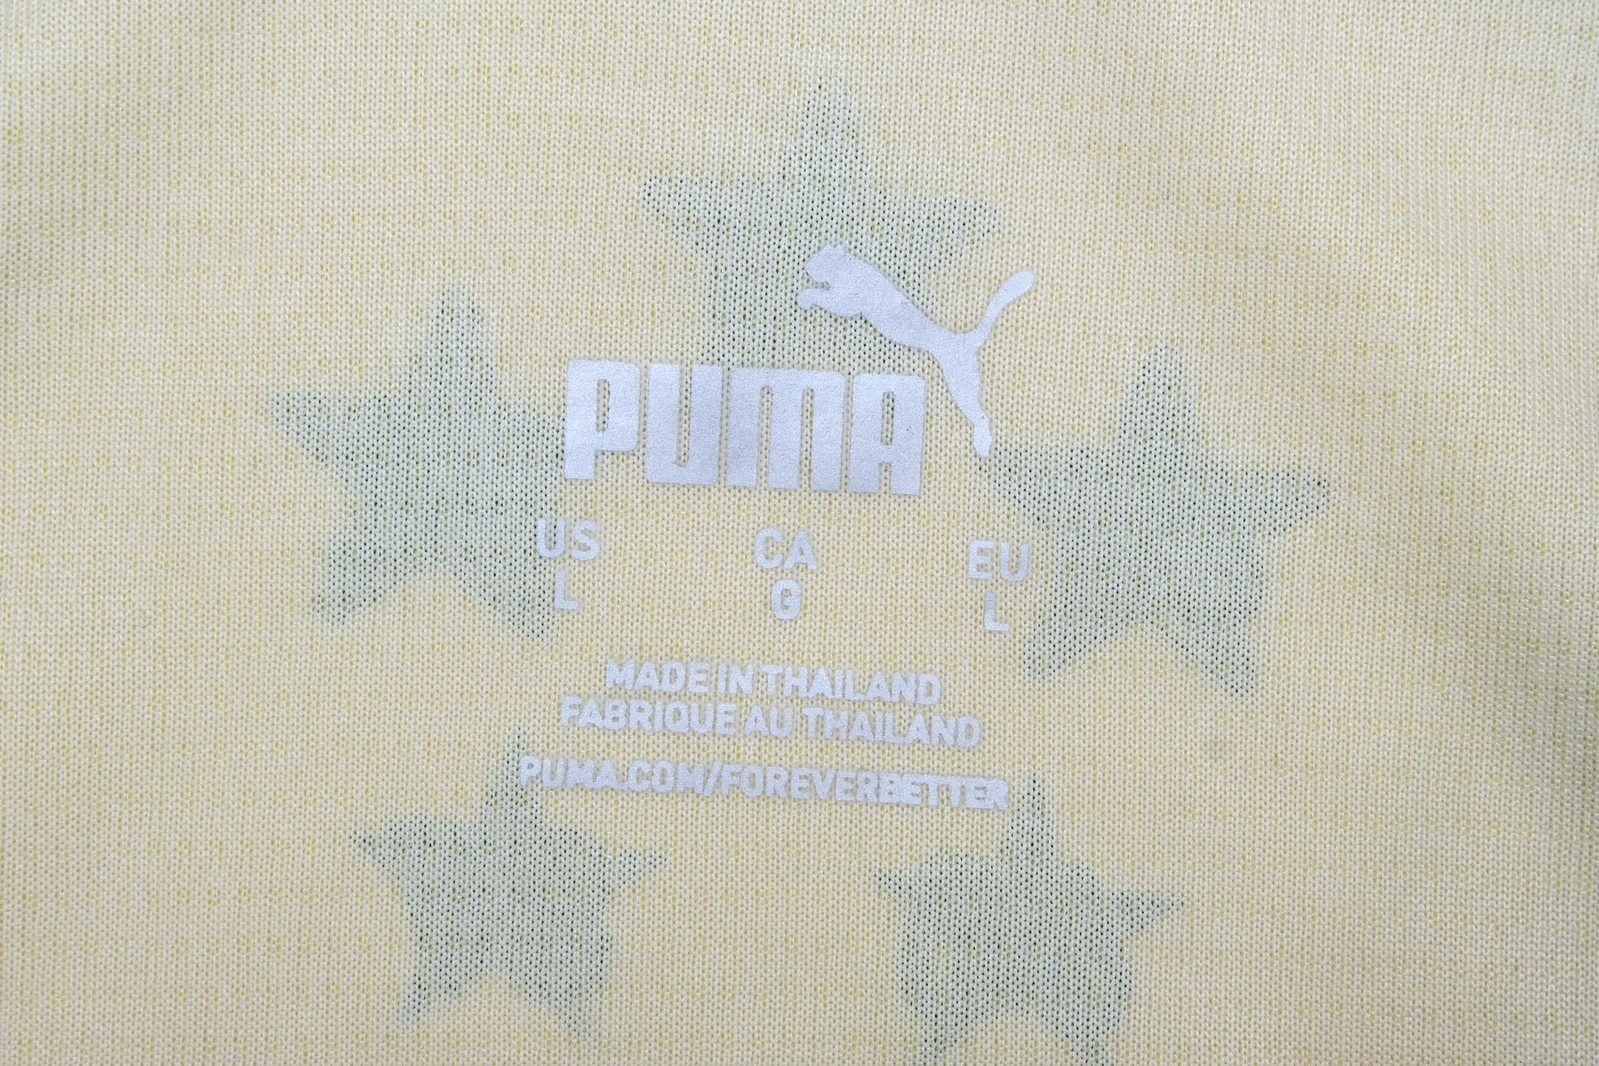 PUMA
US CA EU
L G L
MADE IN THAILAND
FABRIQUE AU THAILAND
PUMA.COM/FOREVERBETTER